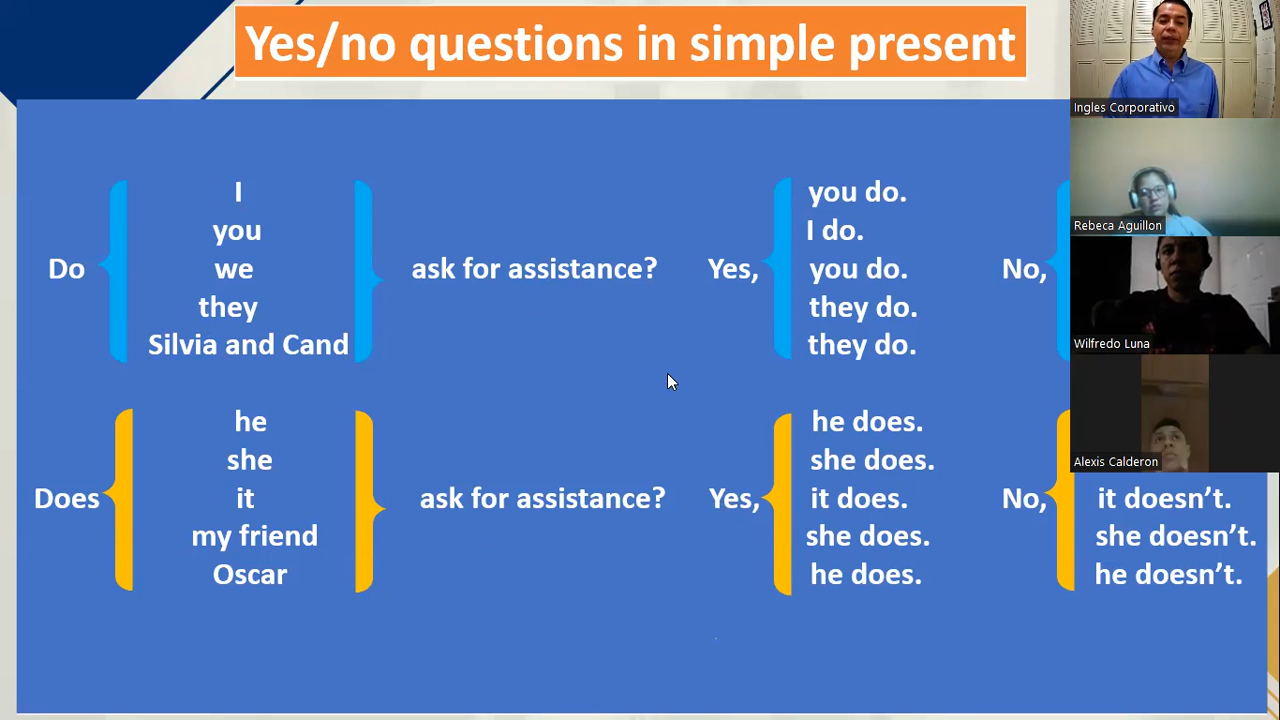 Yes/no questions in simple present
Do
I
you
we
they
Silvia and Cand
ask for assistance?
Yes,
you do.
I do.
you do.
they do.
they do.
No,
Does
he
she
it
my friend
Oscar
ask for assistance?
Yes,
he does.
she does.
it does.
she does.
he does.
No,
it doesn’t.
she doesn’t.
he doesn’t.
Ingles Corporativo
Rebeca Aguillon
Wilfredo Luna
Alexis Calderon